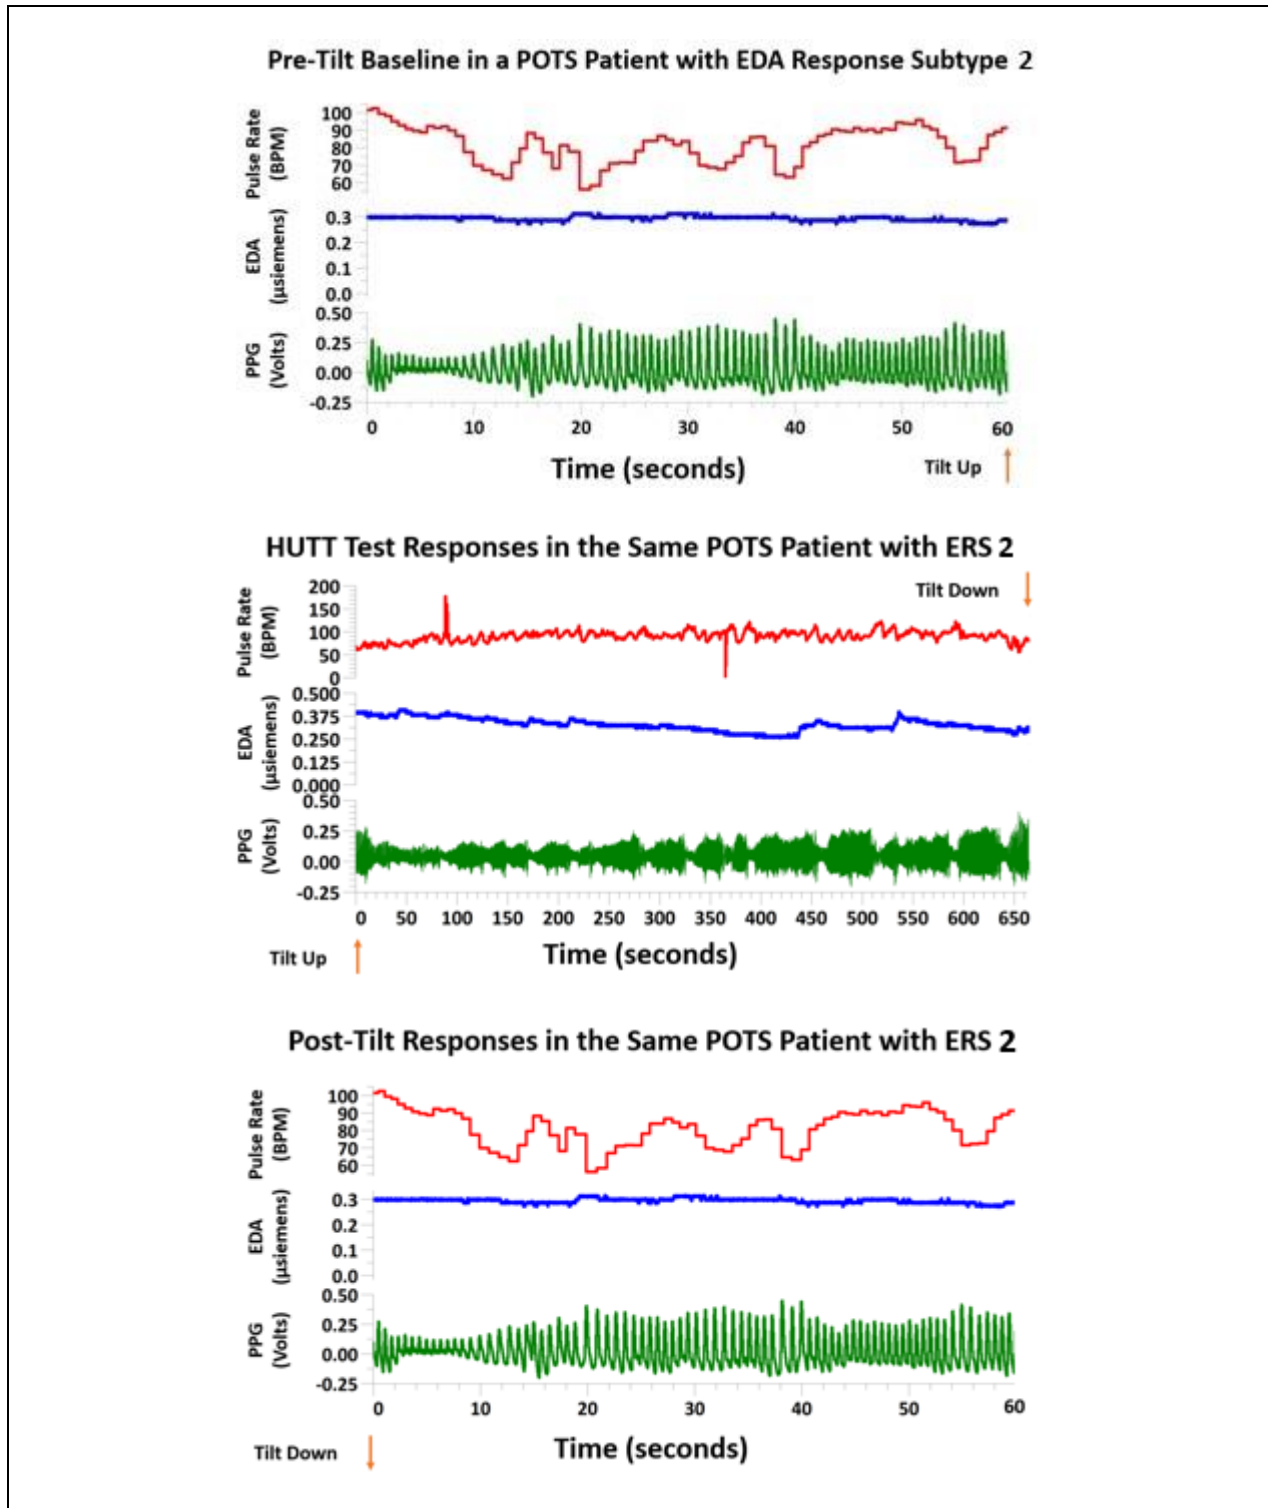 Pre-Tilt Baseline in a POTS Patient with EDA Response Subtype 2
Pulse Rate
(BPM)
100
90
80
70
60
EDA
(µsiemens)
0.3
0.2
0.1
0.0
PPG
(Volts)
0.50
0.25
0.00
-0.25
0 10 20 30 40 50 60
Time (seconds)
Tilt Up
HUTT Test Responses in the Same POTS Patient with ERS 2
Tilt Down
Pulse Rate
(BPM)
200
150
100
50
0
EDA
(µsiemens)
0.500
0.375
0.250
0.125
0.000
PPG
(Volts)
0.50
0.25
0.00
-0.25
0 50 100 150 200 250 300 350 400 450 500 550 600 650
Tilt Up
Time (seconds)
Post-Tilt Responses in the Same POTS Patient with ERS 2
Pulse Rate
(BPM)
100
90
80
70
60
EDA
(µsiemens)
0.3
0.2
0.1
0.0
PPG
(Volts)
0.50
0.25
0.00
-0.25
0 10 20 30 40 50 60
Tilt Down
Time (seconds)